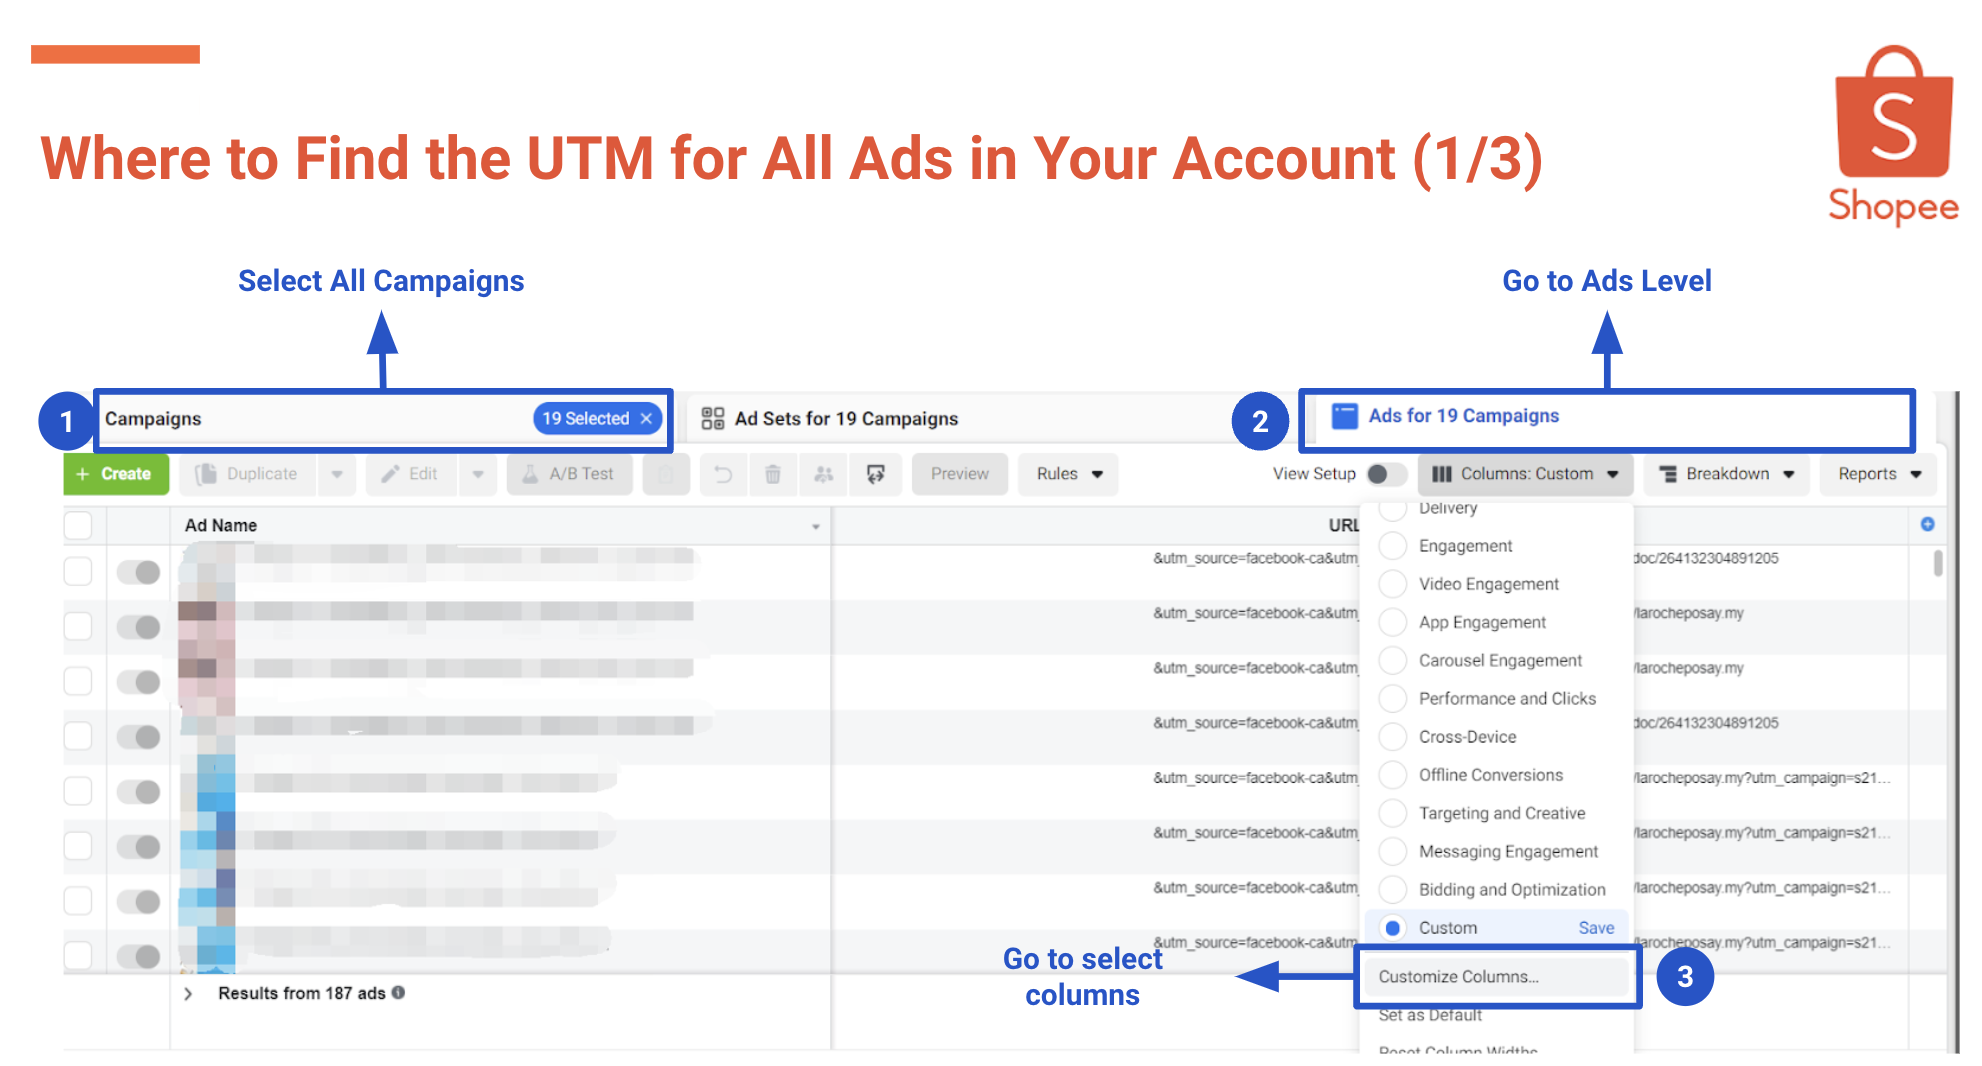 Where to Find the UTM for All Ads in Your Account (1/3)
S
Shopee
Select All Campaigns
Go to Ads Level
1
Campaigns
19 Selected ×
Ad Sets for 19 Campaigns
2
Ads for 19 Campaigns
+ Create
Duplicate
Edit
A/B Test
Preview
Rules
View Setup
Columns: Custom
Breakdown
Reports
Ad Name
URL
Delivery
Engagement
Video Engagement
App Engagement
Carousel Engagement
Performance and Clicks
Cross-Device
Offline Conversions
Targeting and Creative
Messaging Engagement
Bidding and Optimization
Custom Save
Customize Columns...
Set as Default
Reset Column Widths
&utm_source=facebook-ca&utm_
&utm_source=facebook-ca&utm_
&utm_source=facebook-ca&utm_
&utm_source=facebook-ca&utm_
&utm_source=facebook-ca&utm_
&utm_source=facebook-ca&utm_
&utm_source=facebook-ca&utm_
&utm_source=facebook-ca&utm_
doc/264132304891205
/larocheposay.my
/larocheposay.my
doc/264132304891205
/larocheposay.my?utm_campaign=s21...
/larocheposay.my?utm_campaign=s21...
/larocheposay.my?utm_campaign=s21...
/larocheposay.my?utm_campaign=s21...
Go to select
columns
3
Results from 187 ads